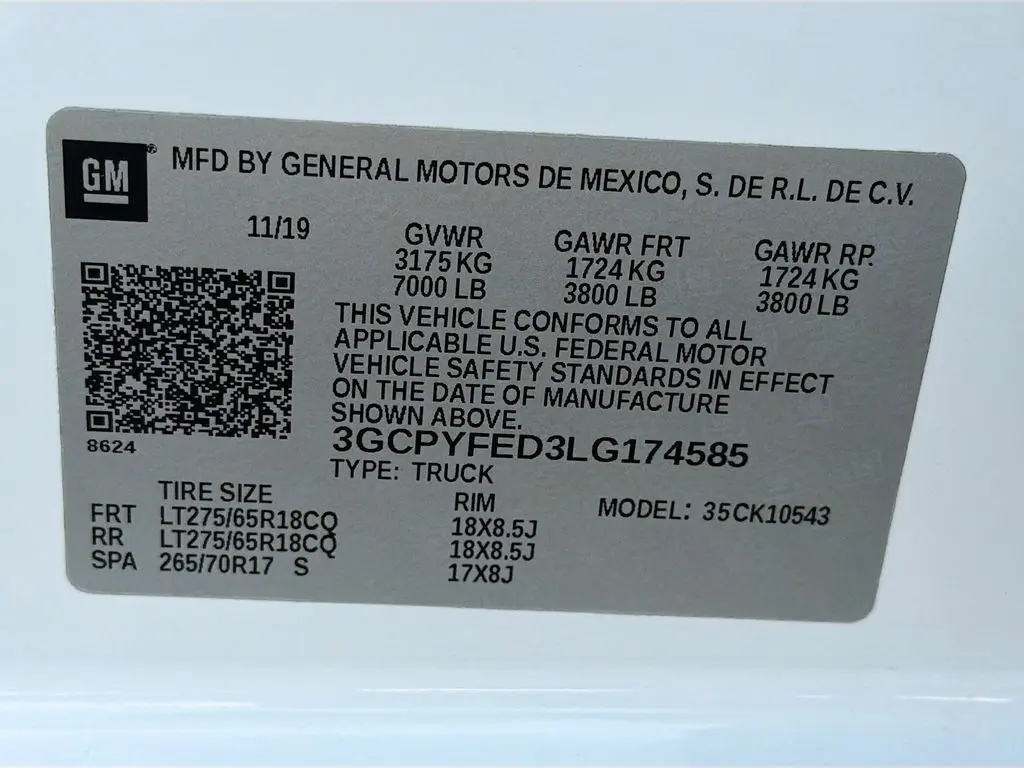 GM ® MFD BY GENERAL MOTORS DE MEXICO, S. DE R.L. DE C.V.
11/19 GVWR GAWR FRT GAWR RR
3175 KG 1724 KG 1724 KG
7000 LB 3800 LB 3800 LB
THIS VEHICLE CONFORMS TO ALL
APPLICABLE U.S. FEDERAL MOTOR
VEHICLE SAFETY STANDARDS IN EFFECT
ON THE DATE OF MANUFACTURE
SHOWN ABOVE.
8624 3GCPYFED3LG174585
TYPE: TRUCK
TIRE SIZE RIM MODEL: 35CK10543
FRT LT275/65R18CQ 18X8.5J
RR LT275/65R18CQ 18X8.5J
SPA 265/70R17 S 17X8J